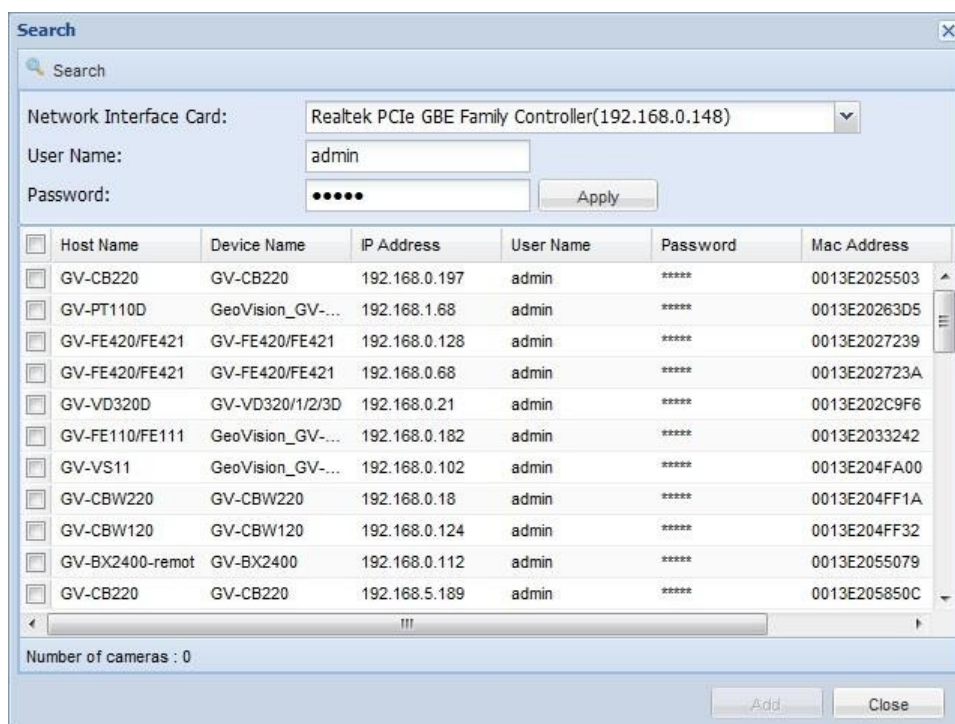 Search
Search
Network Interface Card: Realtek PCIe GBE Family Controller(192.168.0.148)
User Name: admin
Password: •••••  Apply
Host Name Device Name IP Address User Name Password Mac Address
GV-CB220 GV-CB220 192.168.0.197 admin ***** 0013E2025503
GV-PT110D GeoVision_GV-... 192.168.1.68 admin ***** 0013E20263D5
GV-FE420/FE421 GV-FE420/FE421 192.168.0.128 admin ***** 0013E2027239
GV-FE420/FE421 GV-FE420/FE421 192.168.0.68 admin ***** 0013E202723A
GV-VD320D GV-VD320/1/2/3D 192.168.0.21 admin ***** 0013E202C9F6
GV-FE110/FE111 GeoVision_GV-... 192.168.0.182 admin ***** 0013E2033242
GV-VS11 GeoVision_GV-... 192.168.0.102 admin ***** 0013E204FA00
GV-CBW220 GV-CBW220 192.168.0.18 admin ***** 0013E204FF1A
GV-CBW120 GV-CBW120 192.168.0.124 admin ***** 0013E204FF32
GV-BX2400-remot GV-BX2400 192.168.0.112 admin ***** 0013E2055079
GV-CB220 GV-CB220 192.168.5.189 admin ***** 0013E205850C
Number of cameras : 0
Add Close